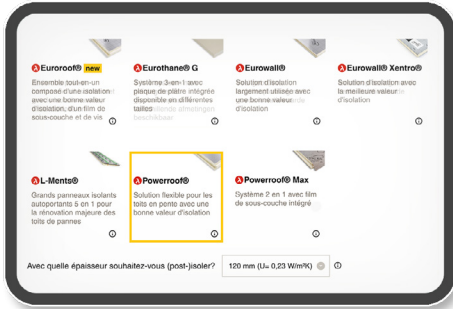 Euroroof® new
Ensemble tout-en-un
composé d'une isolation
avec une bonne valeur
d'isolation, d'un film de
sous-couche et de vis
Eurothane® G
Système 3-en-1 avec
plaque de plâtre intégrée
disponible en différentes
tailles
Eurowall®
Solution d'isolation
largement utilisée avec
une bonne valeur
d'isolation
Eurowall® Xentro®
Solution d'isolation avec
la meilleure valeur
d'isolation
L-Ments®
Grands panneaux isolants
autoportants 5 en 1 pour
la rénovation majeure des
toits de pannes
Powerroof®
Solution flexible pour les
toits en pente avec une
bonne valeur d'isolation
Powerroof® Max
Système 2 en 1 avec film
de sous-couche intégré
Avec quelle épaisseur souhaitez-vous (post-)isoler? 120 mm (U= 0,23 W/m²K)